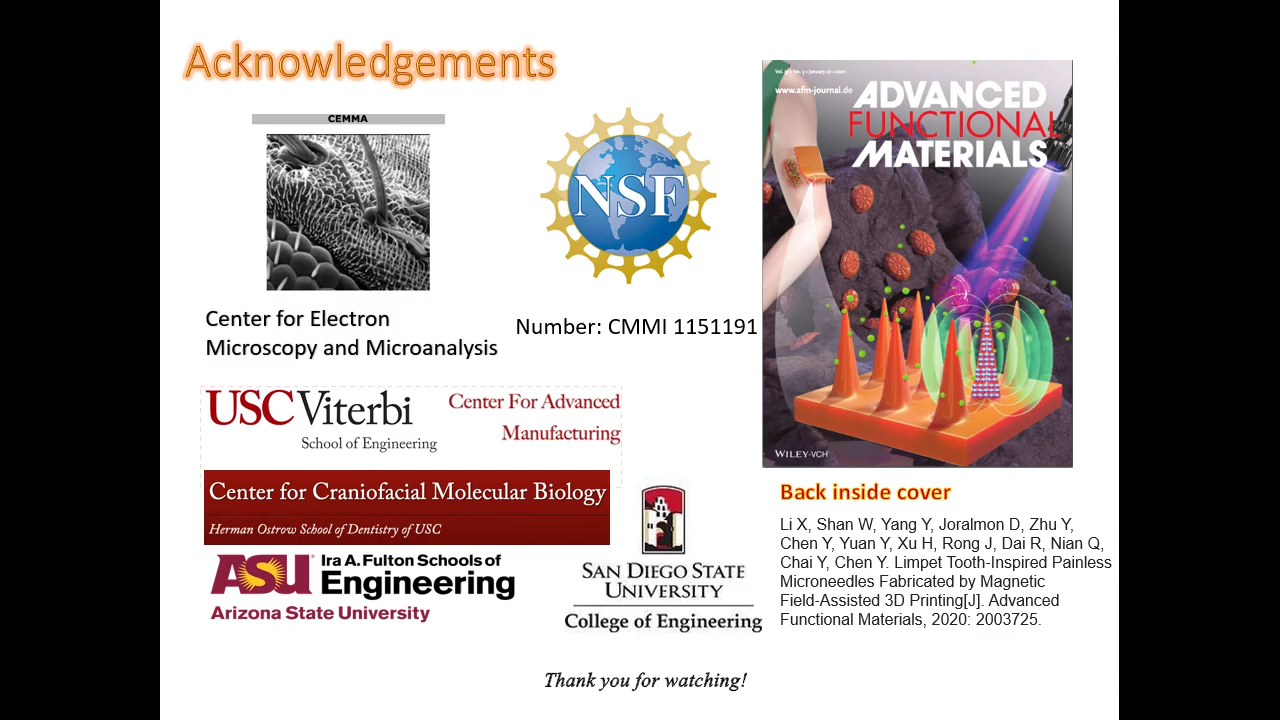 Acknowledgements
CEMMA
Center for Electron
Microscopy and Microanalysis
NSF
Number: CMMI 1151191
USC Viterbi
School of Engineering
Center For Advanced
Manufacturing
Center for Craniofacial Molecular Biology
Herman Ostrow School of Dentistry of USC
ASU Ira A. Fulton Schools of
Engineering
Arizona State University
SAN DIEGO STATE
UNIVERSITY
College of Engineering
www.afm-journal.de
ADVANCED
FUNCTIONAL
MATERIALS
WILEY-VCH
Back inside cover
Li X, Shan W, Yang Y, Joralmon D, Zhu Y,
Chen Y, Yuan Y, Xu H, Rong J, Dai R, Nian Q,
Chai Y, Chen Y. Limpet Tooth-Inspired Painless
Microneedles Fabricated by Magnetic
Field-Assisted 3D Printing[J]. Advanced
Functional Materials, 2020: 2003725.
Thank you for watching!